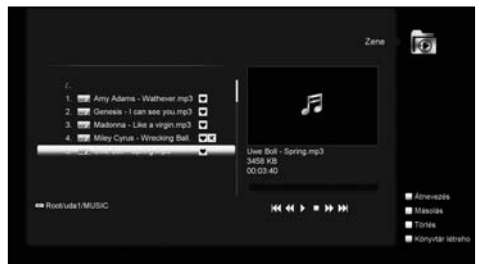 Zene
/..
1. Amy Adams - Wathever.mp3
2. Genesis - I can see you.mp3
3. Madonna - Like a virgin.mp3
4. Miley Cyrus - Wrecking Ball.
Uwe Boll - Spring.mp3
3458 KB
00:03:40
Root/uda1/MUSIC
Átnevezés
Másolás
Törlés
Könyvtár létreho